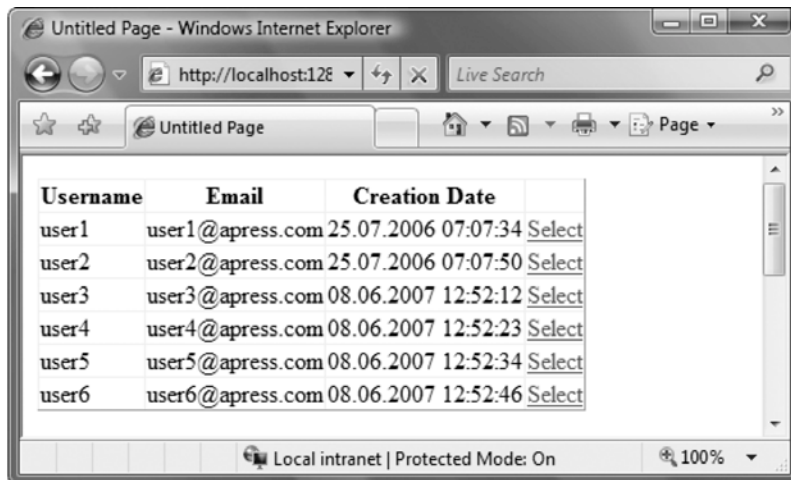 Untitled Page - Windows Internet Explorer
http://localhost:128
Live Search
Untitled Page
Page
Username Email Creation Date
user1 user1@apress.com 25.07.2006 07:07:34 Select
user2 user2@apress.com 25.07.2006 07:07:50 Select
user3 user3@apress.com 08.06.2007 12:52:12 Select
user4 user4@apress.com 08.06.2007 12:52:23 Select
user5 user5@apress.com 08.06.2007 12:52:34 Select
user6 user6@apress.com 08.06.2007 12:52:46 Select
Local intranet | Protected Mode: On
100%